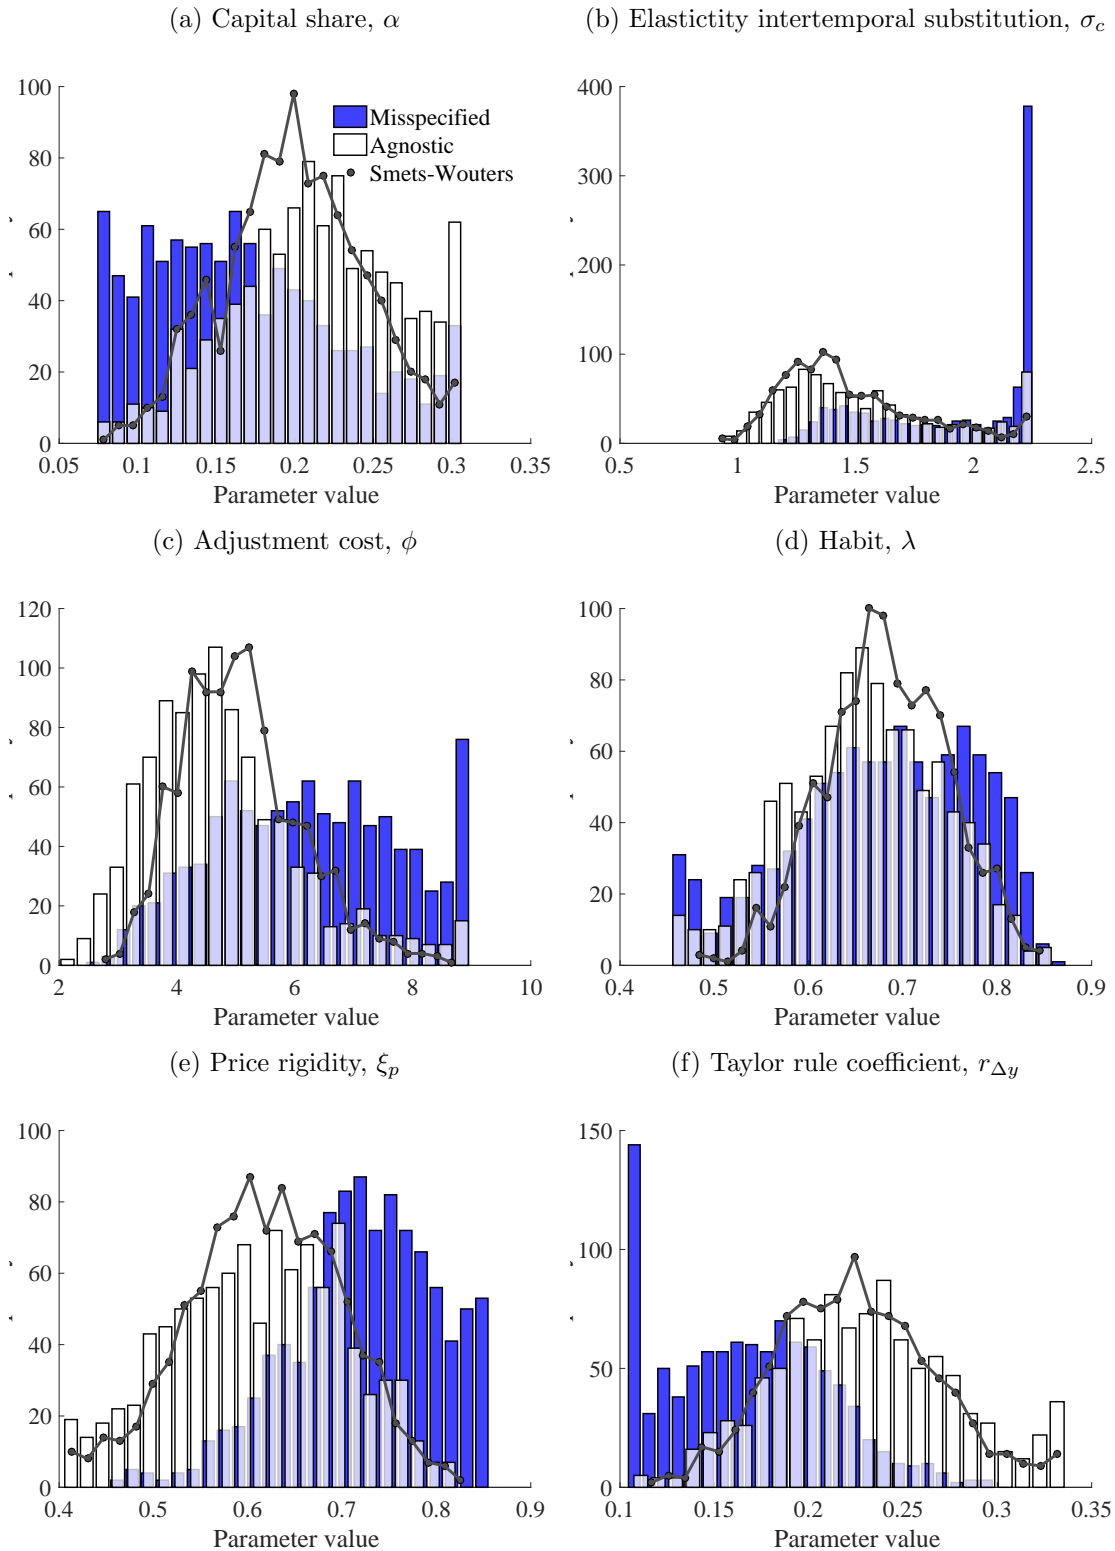 (a) Capital share, α
(b) Elastictity intertemporal substitution, σc
100
80
60
40
20
0
0.05 0.1 0.15 0.2 0.25 0.3 0.35
Parameter value
Misspecified
Agnostic
Smets-Wouters
400
300
200
100
0
0.5 1 1.5 2 2.5
Parameter value
(c) Adjustment cost, ϕ
(d) Habit, λ
120
100
80
60
40
20
0
2 4 6 8 10
Parameter value
100
80
60
40
20
0
0.4 0.5 0.6 0.7 0.8 0.9
Parameter value
(e) Price rigidity, ξp
(f) Taylor rule coefficient, rΔy
100
80
60
40
20
0
0.4 0.5 0.6 0.7 0.8 0.9
Parameter value
150
100
50
0
0.1 0.15 0.2 0.25 0.3 0.35
Parameter value